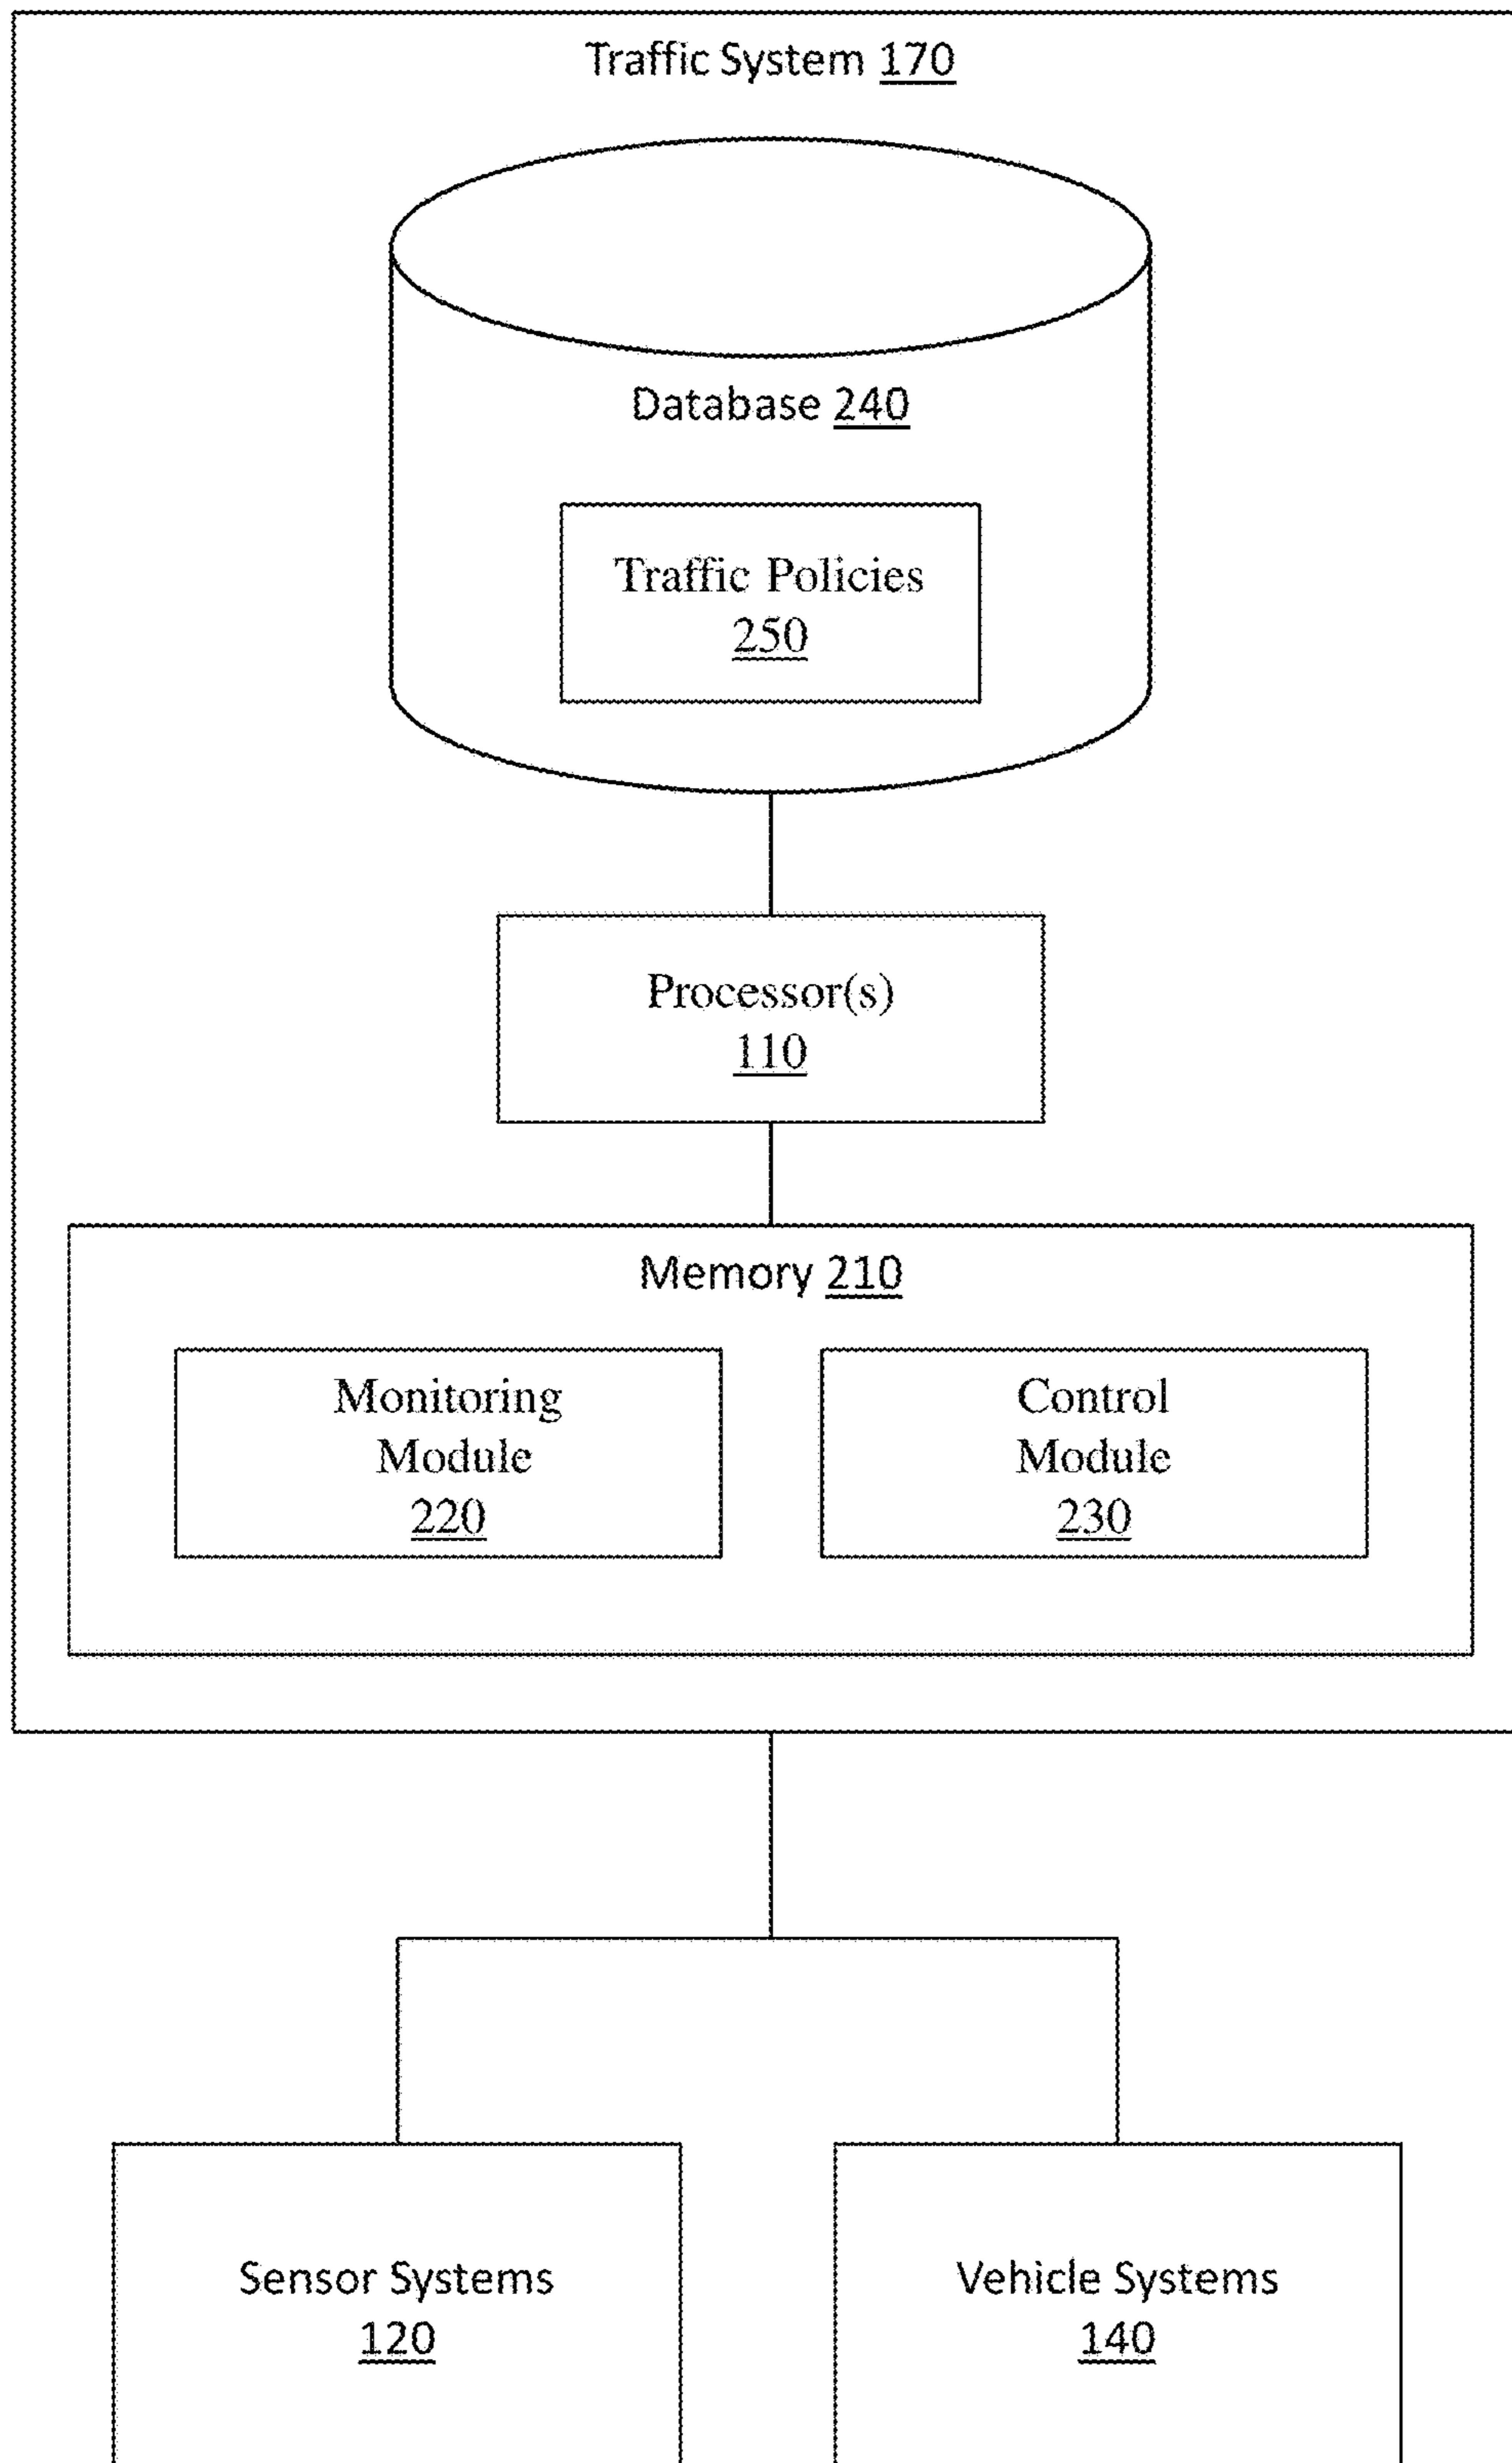 Traffic System 170
Database 240
Traffic Policies
250
Processor(s)
110
Memory 210
Monitoring
Module
220
Control
Module
230
Sensor Systems
120
Vehicle Systems
140